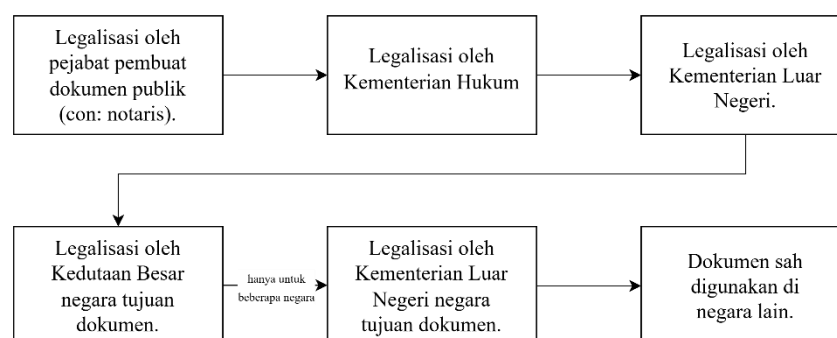 Legalisasi oleh
pejabat pembuat
dokumen publik
(con: notaris).
Legalisasi oleh
Kementerian Hukum
Legalisasi oleh
Kementerian Luar
Negeri.
Legalisasi oleh
Kedutaan Besar
negara tujuan
dokumen.
hanya untuk
beberapa negara
Legalisasi oleh
Kementerian Luar
Negeri negara
tujuan dokumen.
Dokumen sah
digunakan di
negara lain.